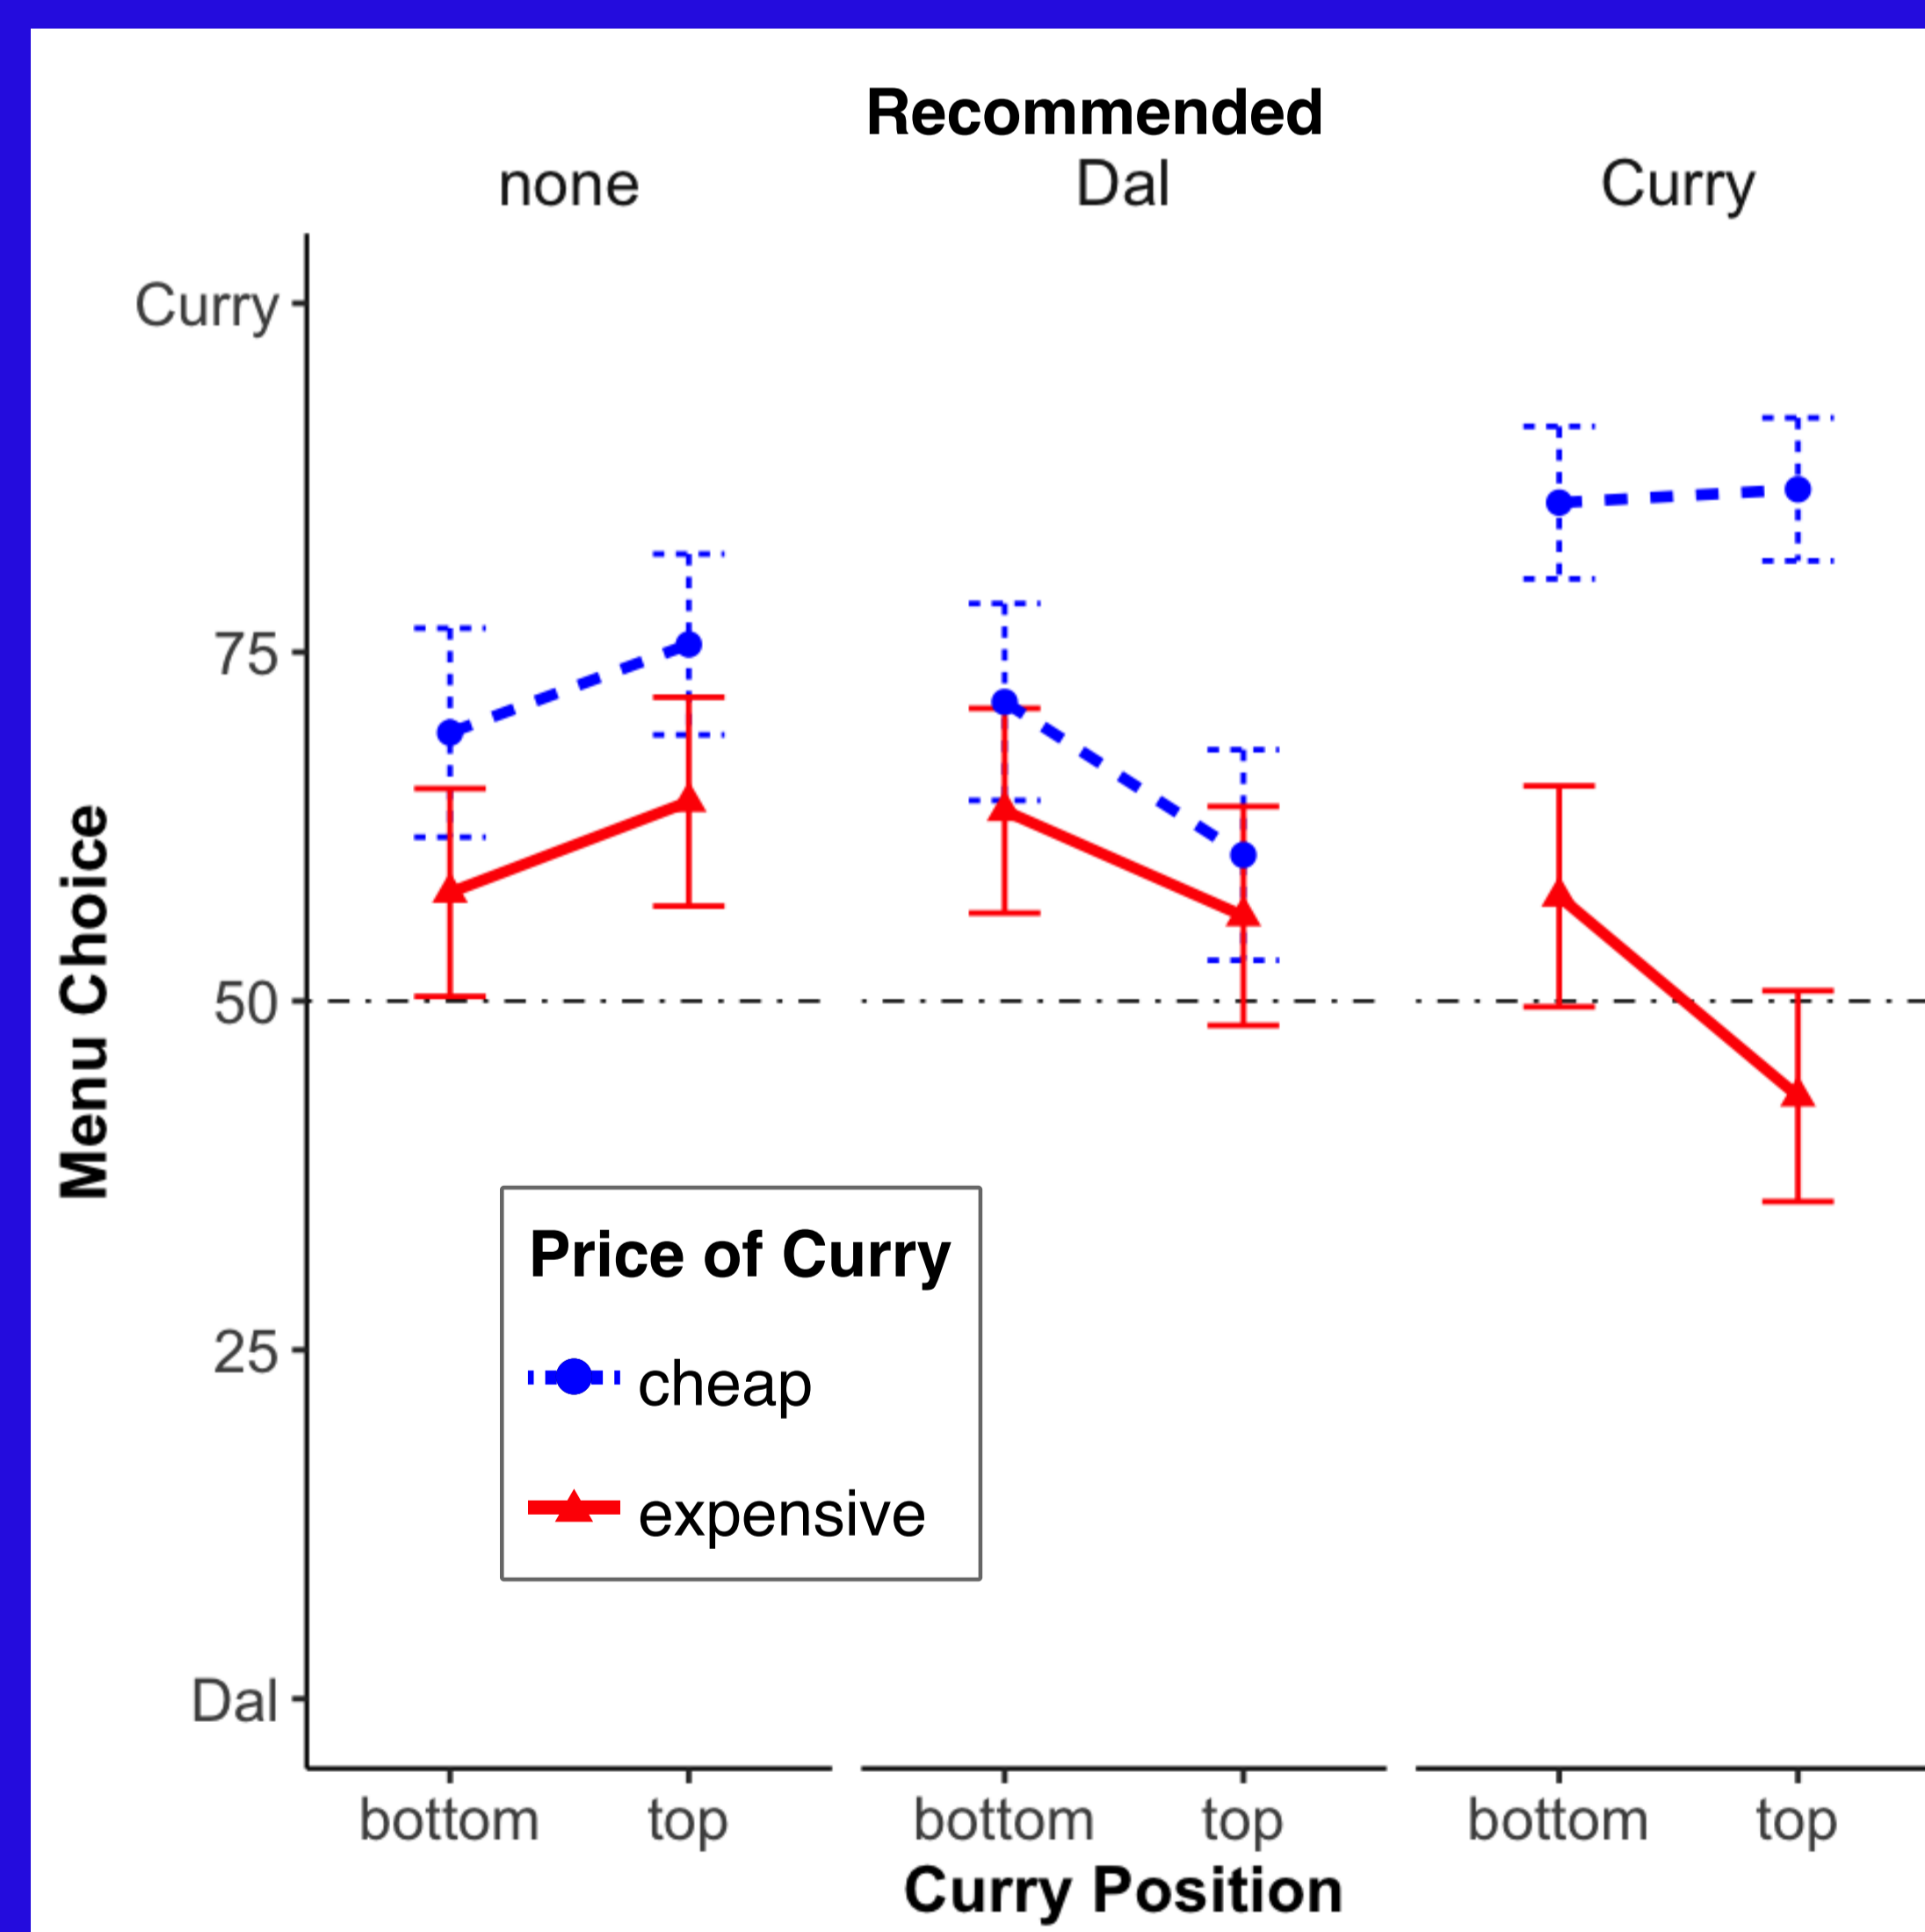 Recommended
none Dal Curry
Curry
75
50
25
Dal
Menu Choice
Price of Curry
cheap
expensive
bottom top bottom top bottom top
Curry Position